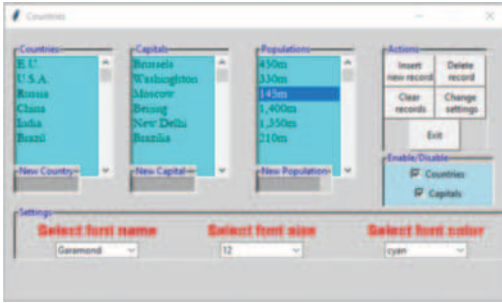 Countries
Countries
E.U.
U.S.A.
Russia
China
India
Brazil
New Country
Capitals
Brussels
Washinghton
Moscow
Beijing
New Delhi
Brazilia
New Capital
Populations
450m
330m
145m
1,400m
1,350m
210m
New Population
Actions
Insert new record
Delete record
Clear records
Change settings
Exit
Enable/Disable
Countries
Capitals
Settings
Select font name
Select font size
Select font color
Garamond
12
cyan